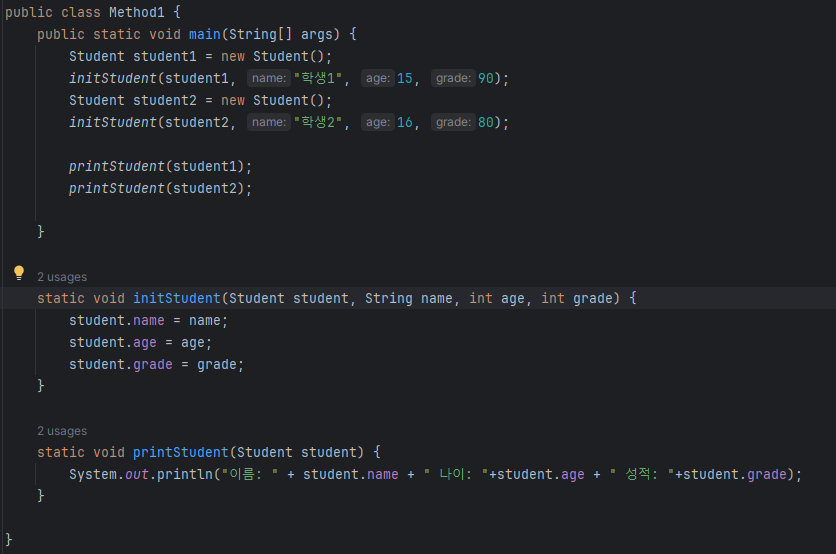 public class Method1 {
public static void main(String[] args) {
Student student1 = new Student();
initStudent(student1, name: "학생1", age: 15, grade: 90);
Student student2 = new Student();
initStudent(student2, name: "학생2", age: 16, grade: 80);
printStudent(student1);
printStudent(student2);
}
2 usages
static void initStudent(Student student, String name, int age, int grade) {
student.name = name;
student.age = age;
student.grade = grade;
}
2 usages
static void printStudent(Student student) {
System.out.println("이름: " + student.name + " 나이: "+student.age + " 성적: "+student.grade);
}
}